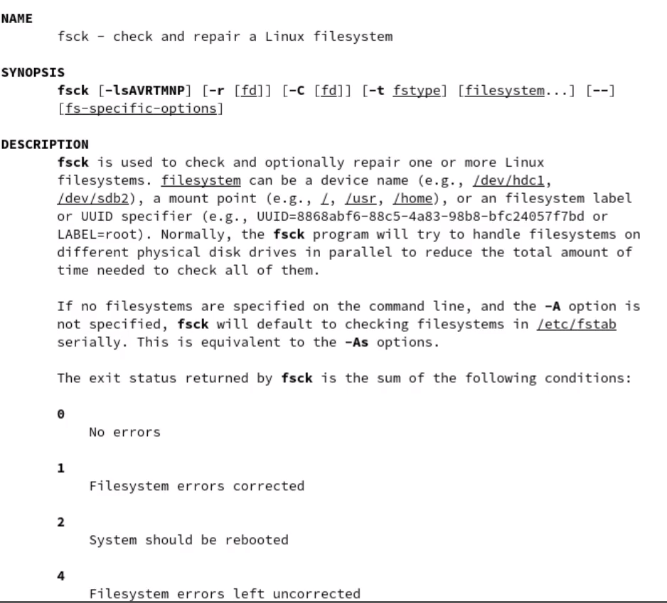 NAME
fsck - check and repair a Linux filesystem
SYNOPSIS
fsck [-lsAVRTMNP] [-r [fd]] [-C [fd]] [-t fstype] [filesystem...] [--]
[fs-specific-options]
DESCRIPTION
fsck is used to check and optionally repair one or more Linux
filesystems. filesystem can be a device name (e.g., /dev/hdc1,
/dev/sdb2), a mount point (e.g., /, /usr, /home), or an filesystem label
or UUID specifier (e.g., UUID=8868abf6-88c5-4a83-98b8-bfc24057f7bd or
LABEL=root). Normally, the fsck program will try to handle filesystems on
different physical disk drives in parallel to reduce the total amount of
time needed to check all of them.
If no filesystems are specified on the command line, and the -A option is
not specified, fsck will default to checking filesystems in /etc/fstab
serially. This is equivalent to the -As options.
The exit status returned by fsck is the sum of the following conditions:
0
No errors
1
Filesystem errors corrected
2
System should be rebooted
4
Filesystem errors left uncorrected